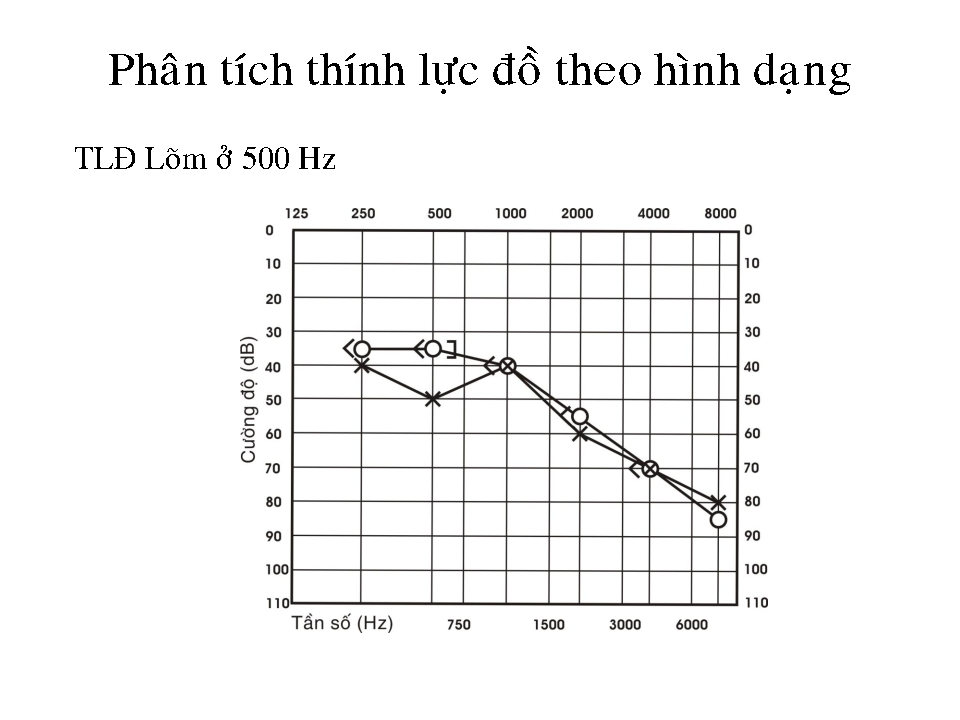 Phân tích thính lực đồ theo hình dạng
TLĐ Lõm ở 500 Hz
125 250 500 1000 2000 4000 8000
0 0
10 10
20 20
30 30
40 40
50 50
60 60
70 70
80 80
90 90
100 100
110 110
Cường độ (dB)
Tần số (Hz) 750 1500 3000 6000